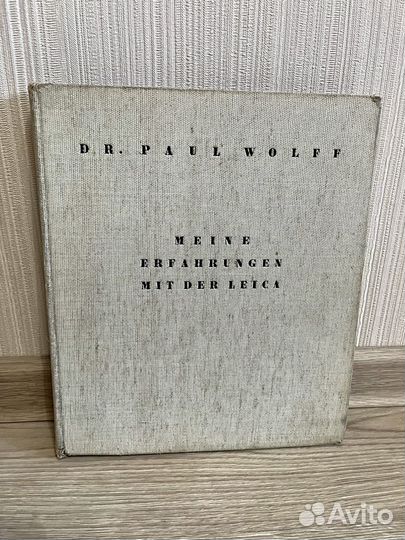 DR. PAUL WOLFF
MEINE
ERFAHRUNGEN
MIT DER LEICA
Avito